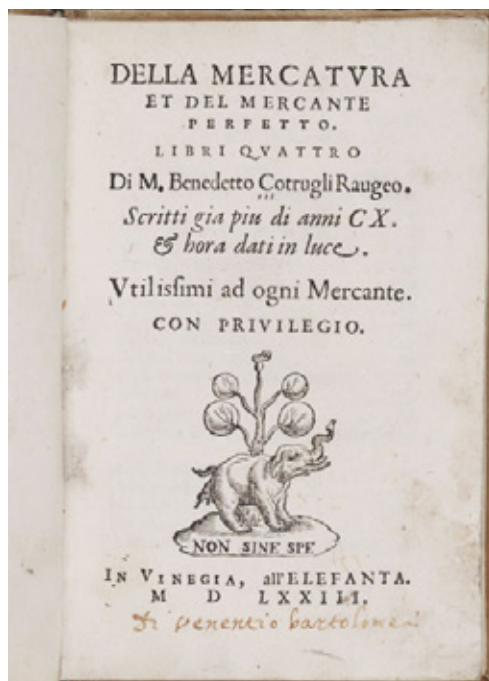 DELLA MERCATVRA
ET DEL MERCANTE
PERFETTO.
LIBRI QVATTRO
Di M. Benedetto Cotrugli Raugeo.
Scritti gia piu di anni CX.
& hora dati in luce.
Vtilissimi ad ogni Mercante.
CON PRIVILEGIO.
NON SINE SPE
IN VINEGIA, all'ELEFANTA.
M D LXXIII.
Di